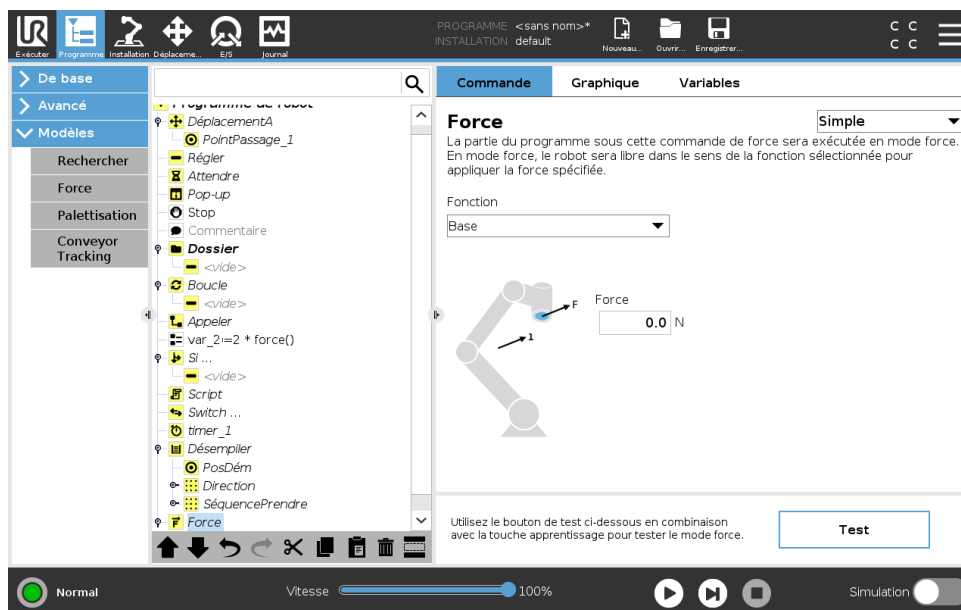 UR
PROGRAMME <sans nom>*
INSTALLATION default
Exécuter Programme Installation Déplaceme... E/S Journal
Nouveau... Ouvrir... Enregistrer...
C C
C C
De base
Avancé
Modèles
Rechercher
Force
Palettisation
Conveyor
Tracking
Programme de robot
DéplacementA
PointPassage_1
Régler
Attendre
Pop-up
Stop
Commentaire
Dossier
<vide>
Boucle
<vide>
Appeler
var_2:=2 * force()
Si ...
<vide>
Script
Switch ...
timer_1
Désempiler
PosDém
Direction
SéquencePrendre
Force
Commande Graphique Variables
Force
Simple
La partie du programme sous cette commande de force sera exécutée en mode force.
En mode force, le robot sera libre dans le sens de la fonction sélectionnée pour
appliquer la force spécifiée.
Fonction
Base
F
1
Force
0.0 N
Utilisez le bouton de test ci-dessous en combinaison
avec la touche apprentissage pour tester le mode force.
Test
Normal
Vitesse 100%
Simulation